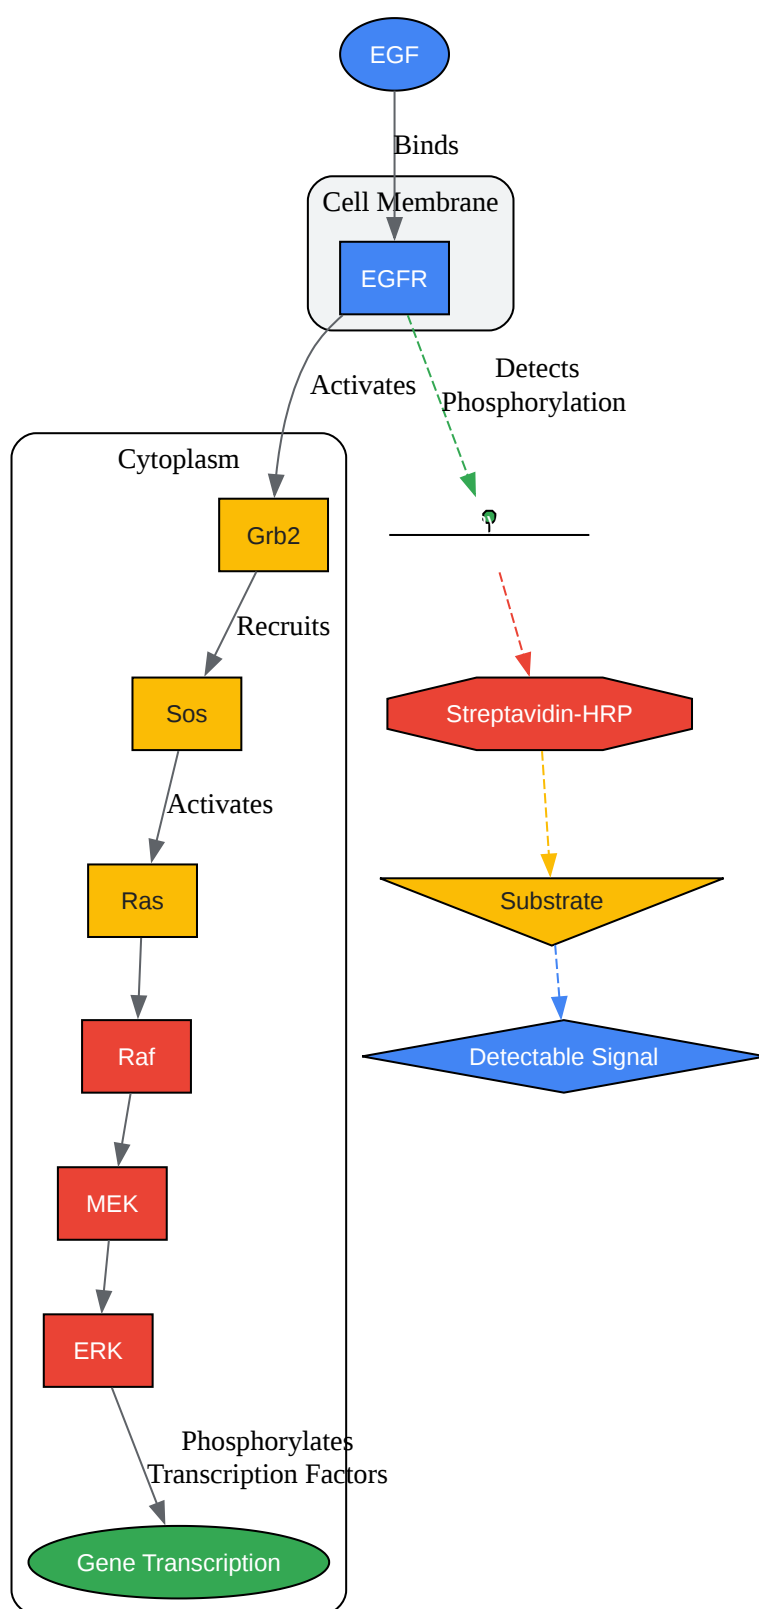 EGF
Binds
Cell Membrane
EGFR
Activates
Detects
Phosphorylation
Cytoplasm
Grb2
Recruits
Sos
Streptavidin-HRP
Activates
Ras
Substrate
Raf
Detectable Signal
MEK
ERK
Phosphorylates
Transcription Factors
Gene Transcription